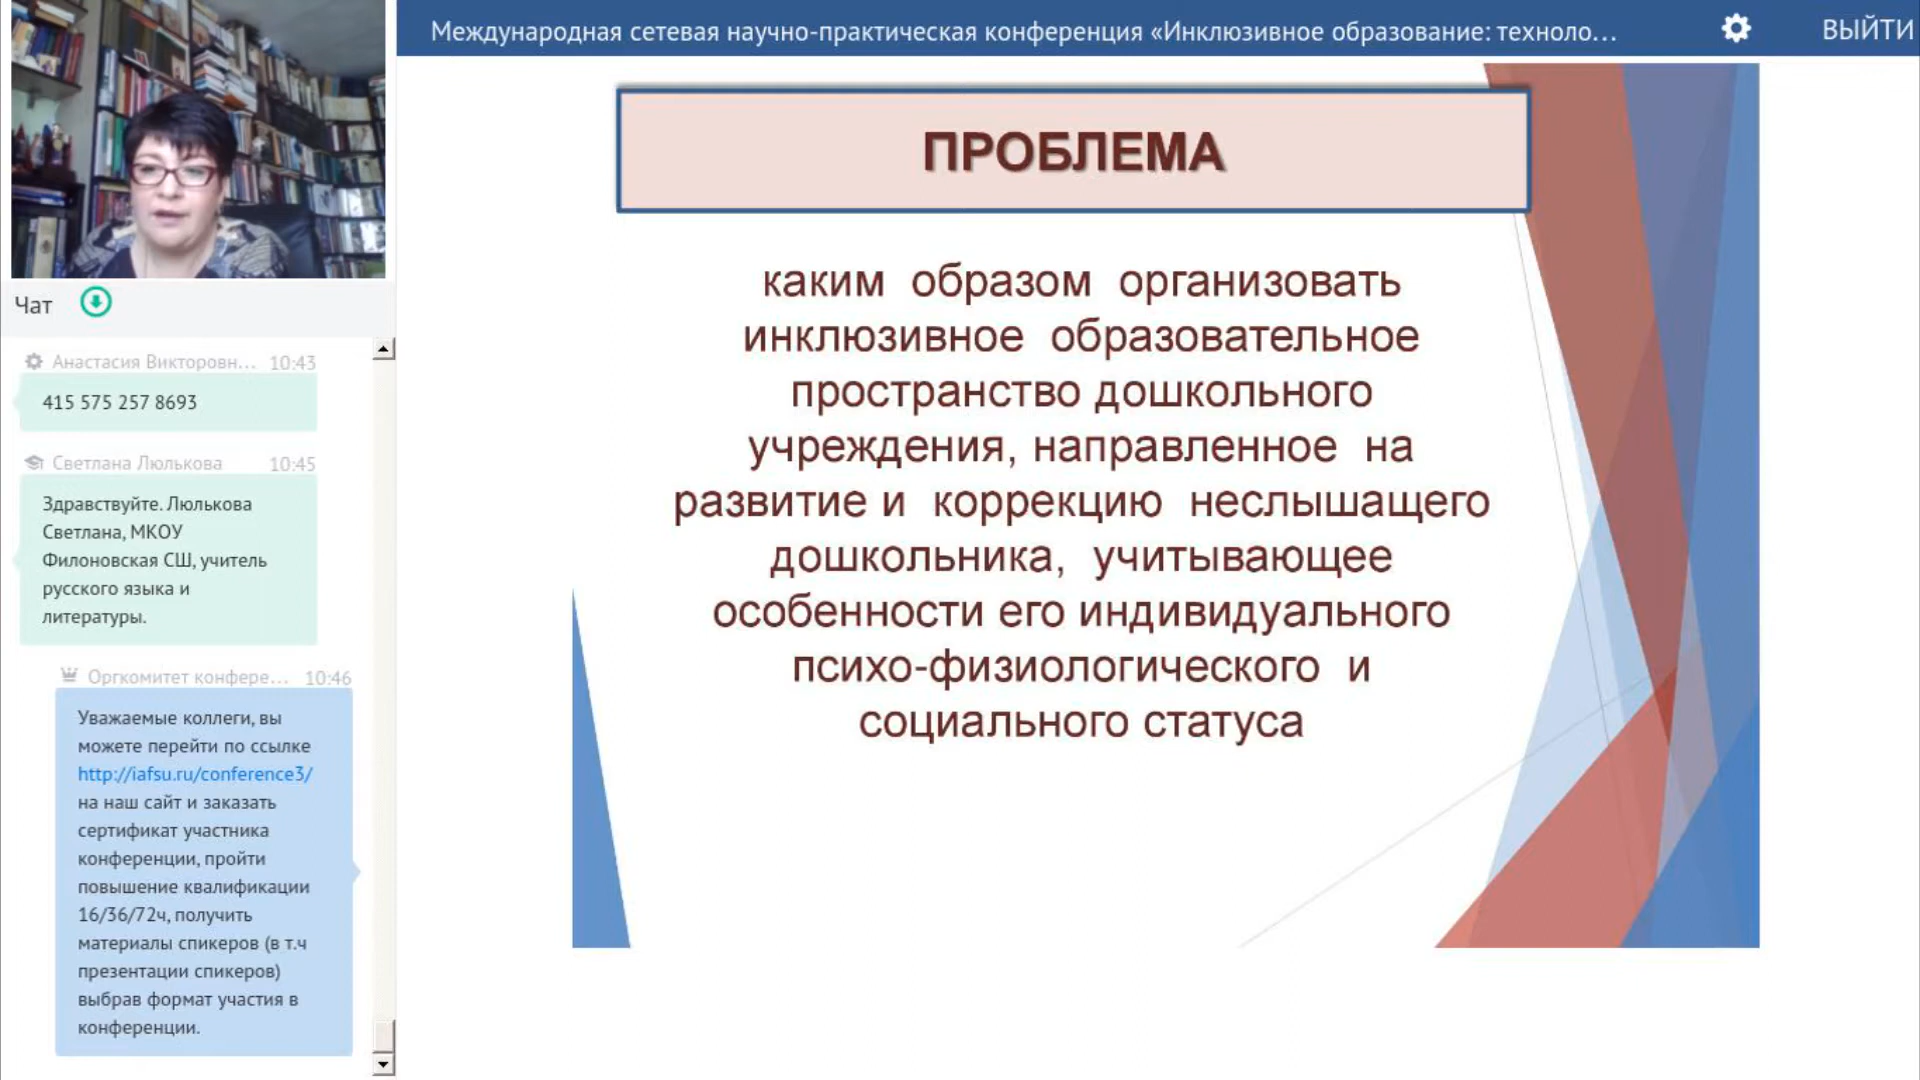 Международная сетевая научно-практическая конференция «Инклюзивное образование: техноло...
ВЫЙТИ
Чат
Анастасия Викторовн... 10:43
415 575 257 8693
Светлана Люлькова 10:45
Здравствуйте. Люлькова
Светлана, МКОУ
Филоновская СШ, учитель
русского языка и
литературы.
Оргкомитет конфере... 10:46
Уважаемые коллеги, вы
можете перейти по ссылке
http://iafsu.ru/conference3/
на наш сайт и заказать
сертификат участника
конференции, пройти
повышение квалификации
16/36/72ч, получить
материалы спикеров (в т.ч
презентации спикеров)
выбрав формат участия в
конференции.
ПРОБЛЕМА
каким образом организовать
инклюзивное образовательное
пространство дошкольного
учреждения, направленное на
развитие и коррекцию неслышащего
дошкольника, учитывающее
особенности его индивидуального
психо-физиологического и
социального статуса